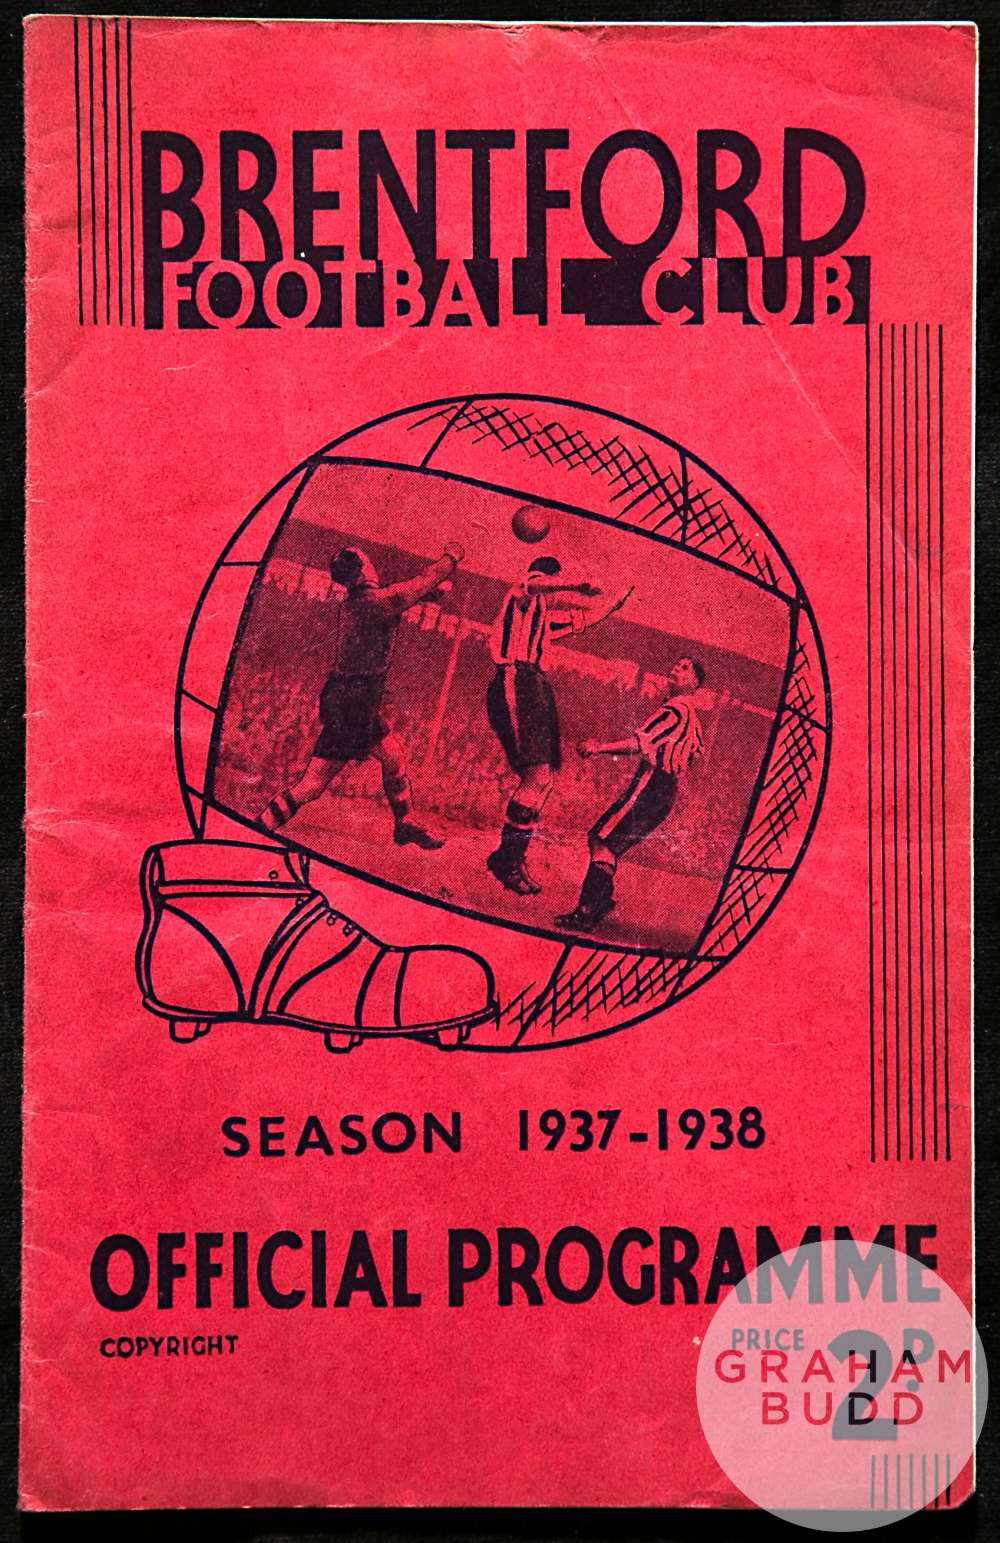 BRENTFORD
FOOTBALL CLUB
SEASON 1937-1938
OFFICIAL PROGRAMME
COPYRIGHT
PRICE 2D.
GRAHAM
BUDD